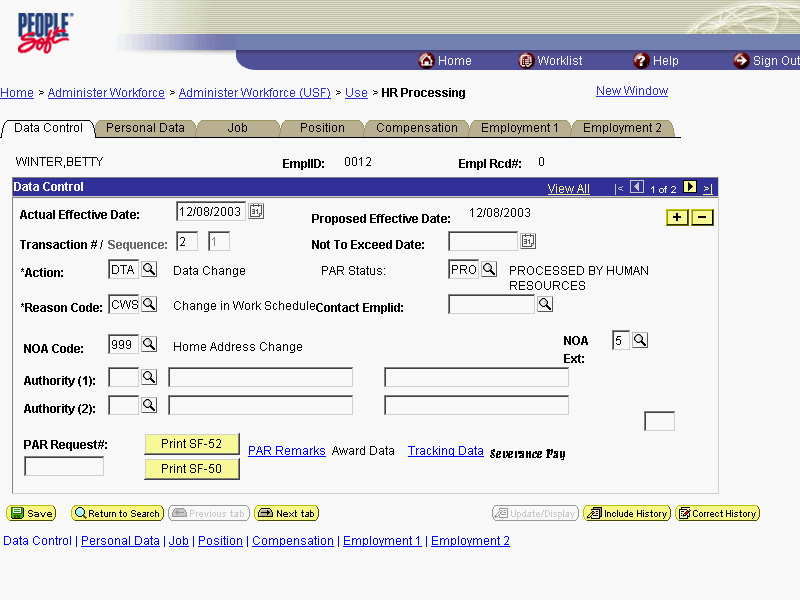 PEOPLE
Soft
Home Worklist Help Sign Out
Home > Administer Workforce > Administer Workforce (USF) > Use > HR Processing New Window
Data Control Personal Data Job Position Compensation Employment 1 Employment 2
WINTER,BETTY EmplID: 0012 Empl Rcd#: 0
Data Control View All |< 1 of 2 >|
Actual Effective Date: 12/08/2003 31 Proposed Effective Date: 12/08/2003 + −
Transaction # / Sequence: 2 1 Not To Exceed Date: 31
*Action: DTA Data Change PAR Status: PRO PROCESSED BY HUMAN
RESOURCES
*Reason Code: CWS Change in Work Schedule Contact Emplid:
NOA Code: 999 Home Address Change NOA
Ext: 5
Authority (1):
Authority (2):
PAR Request#: Print SF-52 PAR Remarks Award Data Tracking Data Severance Pay
Print SF-50
Save Return to Search Previous tab Next tab Update/Display Include History Correct History
Data Control | Personal Data | Job | Position | Compensation | Employment 1 | Employment 2